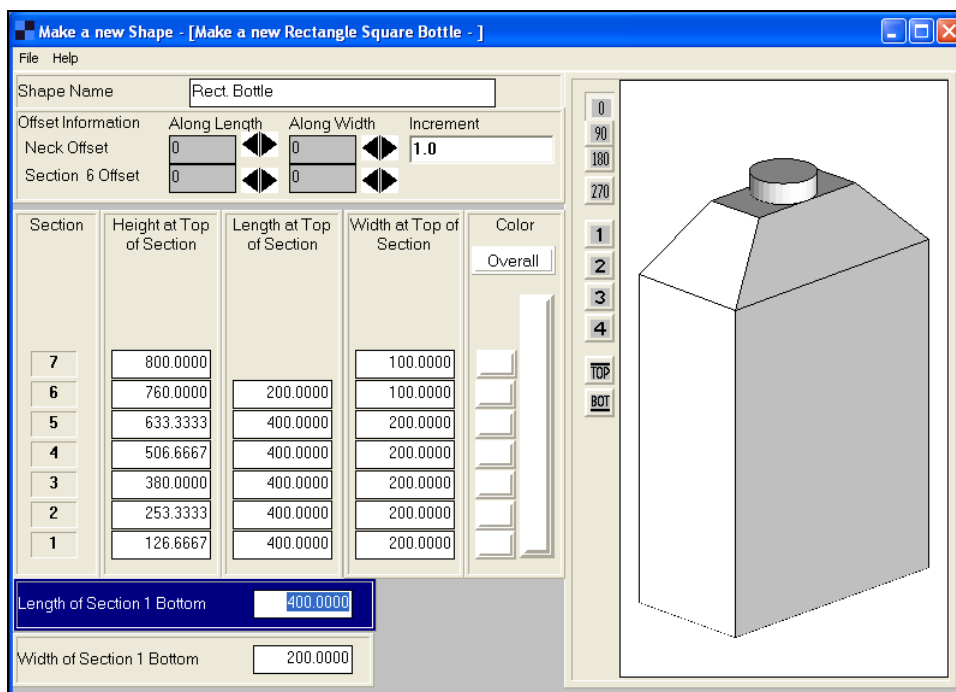 Make a new Shape - [Make a new Rectangle Square Bottle - ]
File Help
Shape Name Rect. Bottle
Offset Information Along Length Along Width Increment
Neck Offset 0 0 1.0
Section 6 Offset 0 0
Section Height at Top of Section Length at Top of Section Width at Top of Section Color
Overall
7 800.0000 100.0000
6 760.0000 200.0000 100.0000
5 633.3333 400.0000 200.0000
4 506.6667 400.0000 200.0000
3 380.0000 400.0000 200.0000
2 253.3333 400.0000 200.0000
1 126.6667 400.0000 200.0000
Length of Section 1 Bottom 400.0000
Width of Section 1 Bottom 200.0000
0
90
180
270
1
2
3
4
TOP
BOT